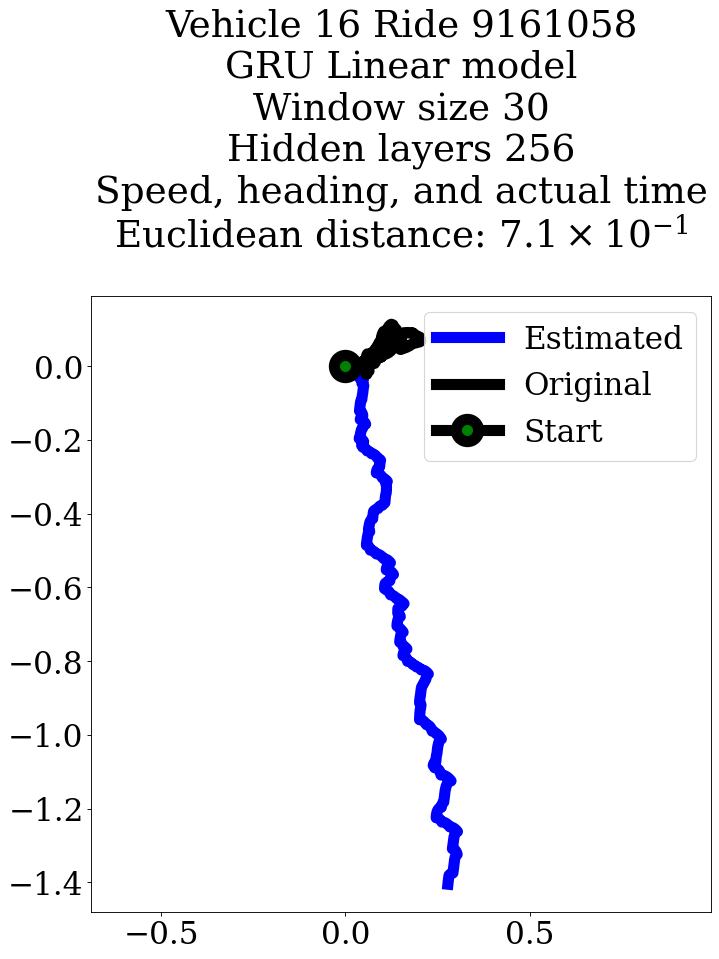 Vehicle 16 Ride 9161058
GRU Linear model
Window size 30
Hidden layers 256
Speed, heading, and actual time
Euclidean distance: 7.1 × 10⁻¹
Estimated
Original
Start
0.0
−0.2
−0.4
−0.6
−0.8
−1.0
−1.2
−1.4
−0.5 0.0 0.5